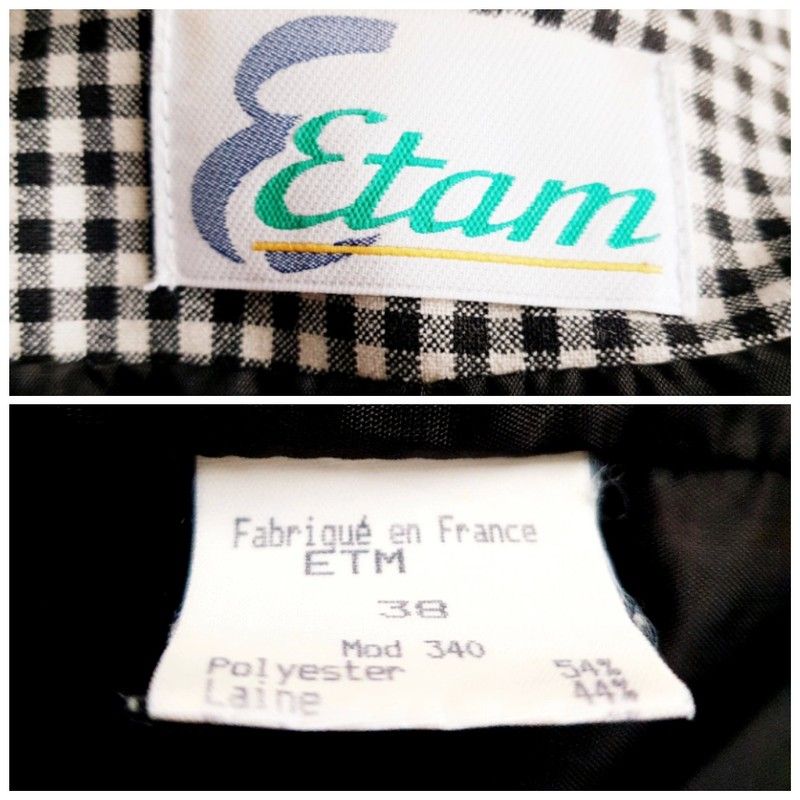 Etam
Fabriqué en France
ETM
38
Mod 340
Polyester 54%
Laine 44%